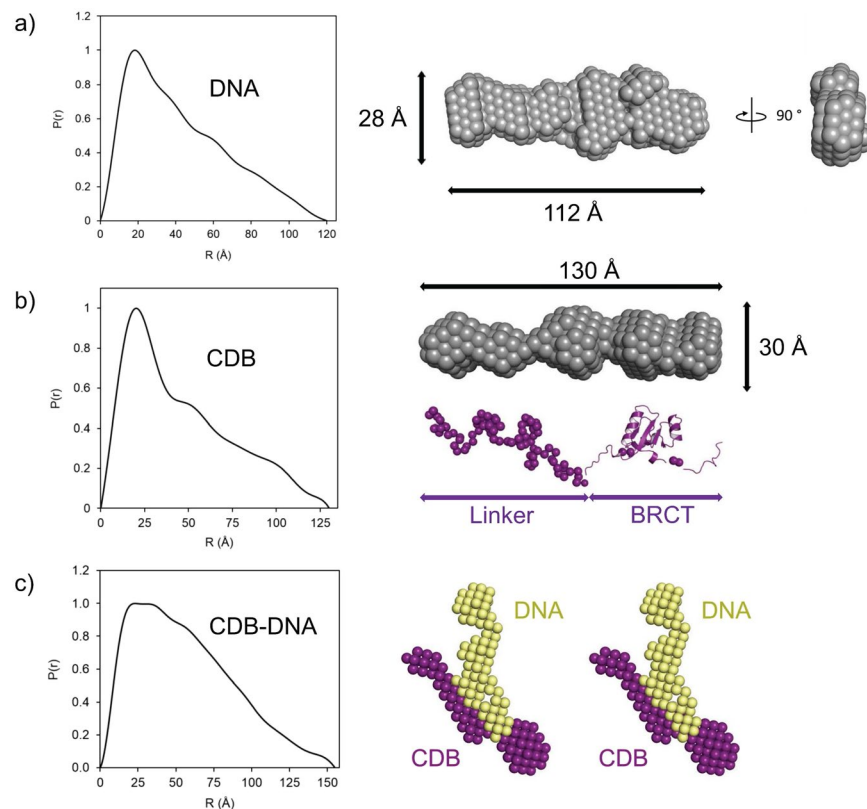 a)
1.2
1
0.8
0.6
0.4
0.2
0
P(r)
DNA
0 20 40 60 80 100 120
R (Å)
28 Å
112 Å
90 °
b)
1
0.8
0.6
0.4
0.2
0
P(r)
CDB
0 25 50 75 100 125
R (Å)
130 Å
30 Å
Linker BRCT
c)
1.2
1.0
0.8
0.6
0.4
0.2
0.0
P(r)
CDB-DNA
0 25 50 75 100 125 150
R (Å)
DNA DNA
CDB CDB